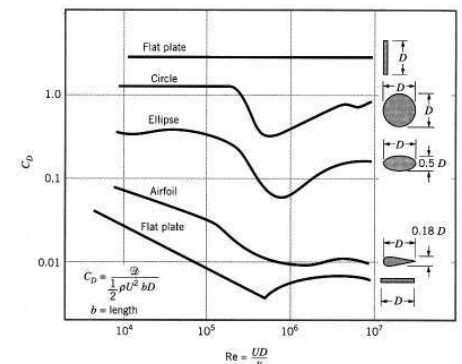 Flat plate
Circle
Ellipse
Airfoil
Flat plate
C_D
1.0
0.1
0.01
C_D = 𝒟 / (1/2 ρU² bD)
b = length
10⁴ 10⁵ 10⁶ 10⁷
Re = UD/ν
D
D
D
D
0.5 D
0.18 D
D
D